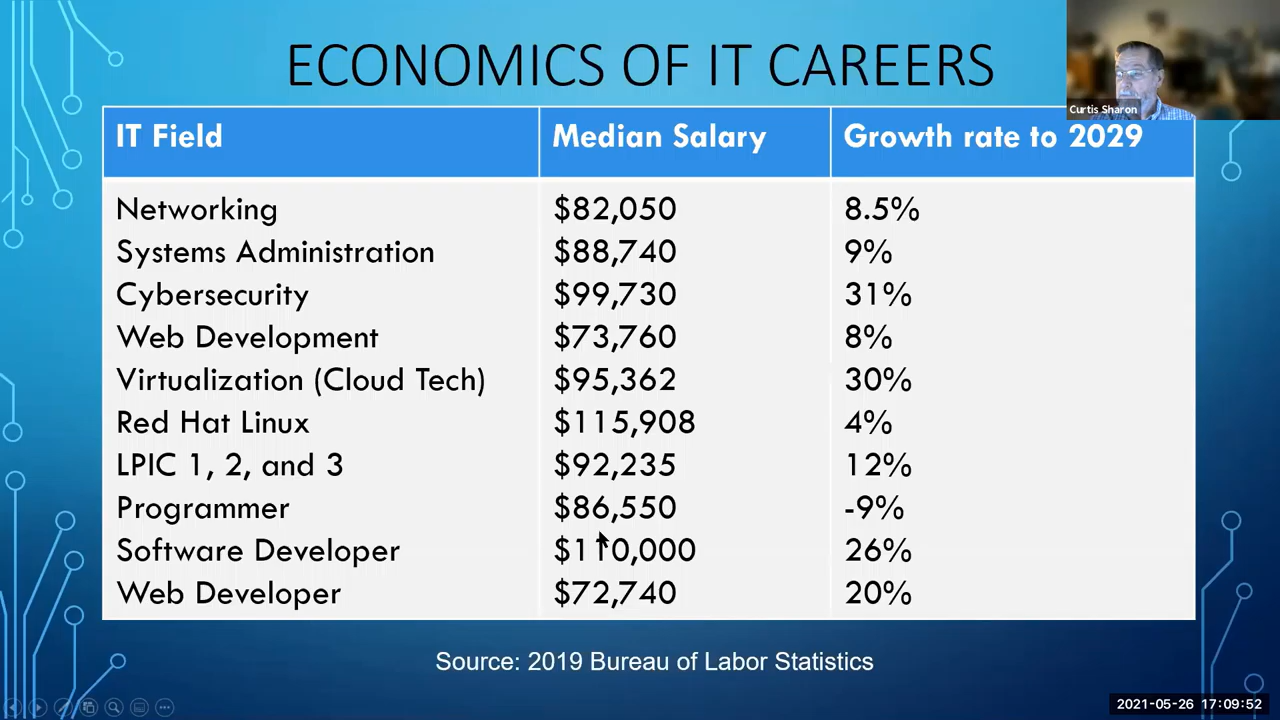 ECONOMICS OF IT CAREERS
Curtis Sharon
IT Field Median Salary Growth rate to 2029
Networking $82,050 8.5%
Systems Administration $88,740 9%
Cybersecurity $99,730 31%
Web Development $73,760 8%
Virtualization (Cloud Tech) $95,362 30%
Red Hat Linux $115,908 4%
LPIC 1, 2, and 3 $92,235 12%
Programmer $86,550 -9%
Software Developer $110,000 26%
Web Developer $72,740 20%
Source: 2019 Bureau of Labor Statistics
2021-05-26 17:09:52